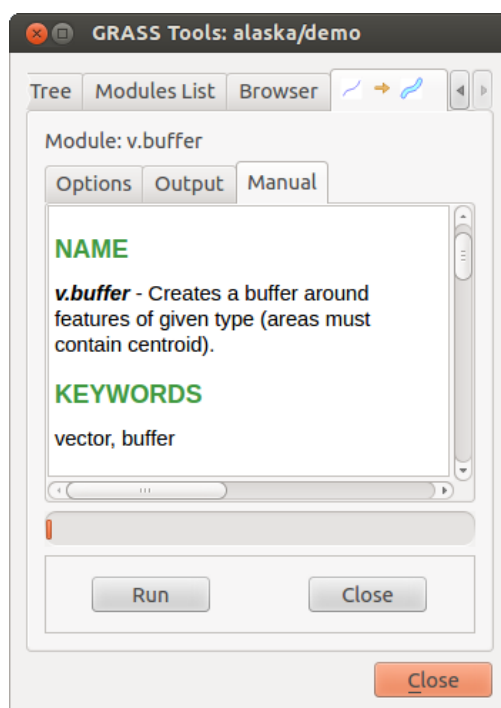 GRASS Tools: alaska/demo
Tree Modules List Browser
Module: v.buffer
Options Output Manual
NAME
v.buffer - Creates a buffer around
features of given type (areas must
contain centroid).
KEYWORDS
vector, buffer
Run Close
Close